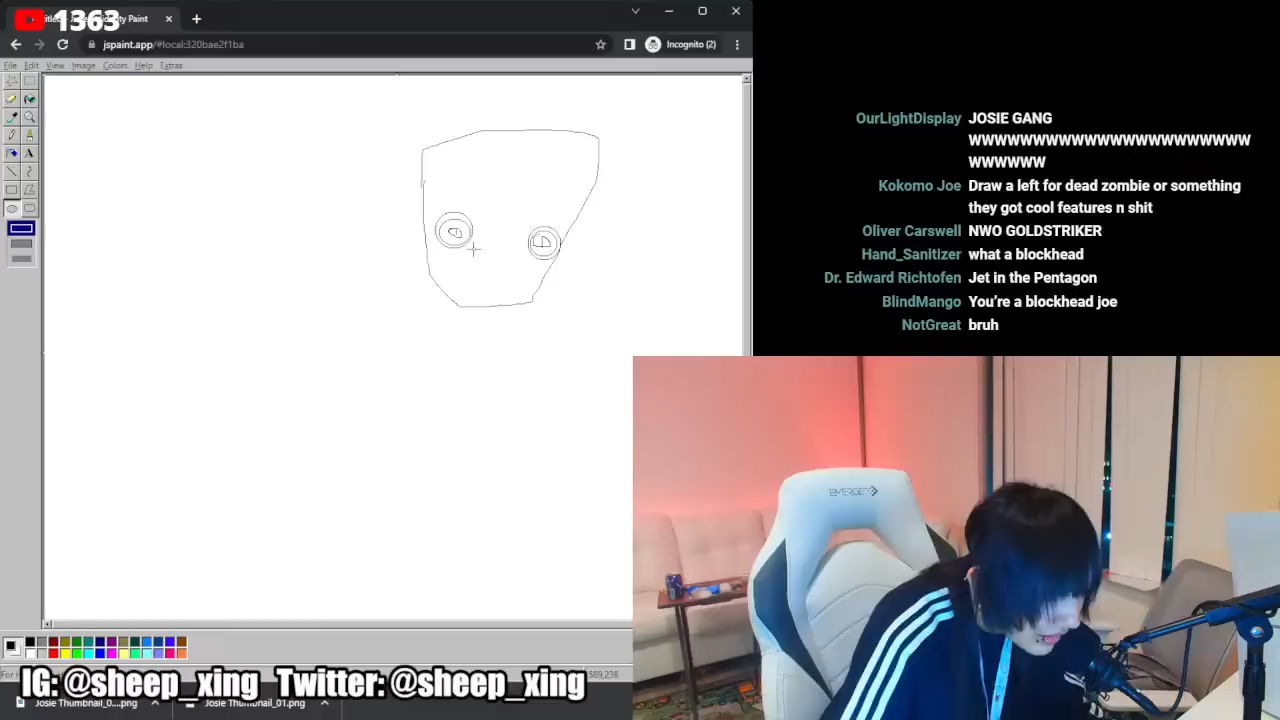 1363
Paint
jspaint.app/#local:320bae2f1ba
Incognito (2)
File Edit View Image Colors Help Extras
OurLightDisplay JOSIE GANG
WWWWWWWWWWWWWWWWWWWWWWW
WWWWWW
Kokomo Joe Draw a left for dead zombie or something
they got cool features n shit
Oliver Carswell NWO GOLDSTRIKER
Hand_Sanitizer what a blockhead
Dr. Edward Richtofen Jet in the Pentagon
BlindMango You're a blockhead joe
NotGreat bruh
IG: @sheep_xing Twitter: @sheep_xing
Josie Thumbnail_0....png Josie Thumbnail_01.png